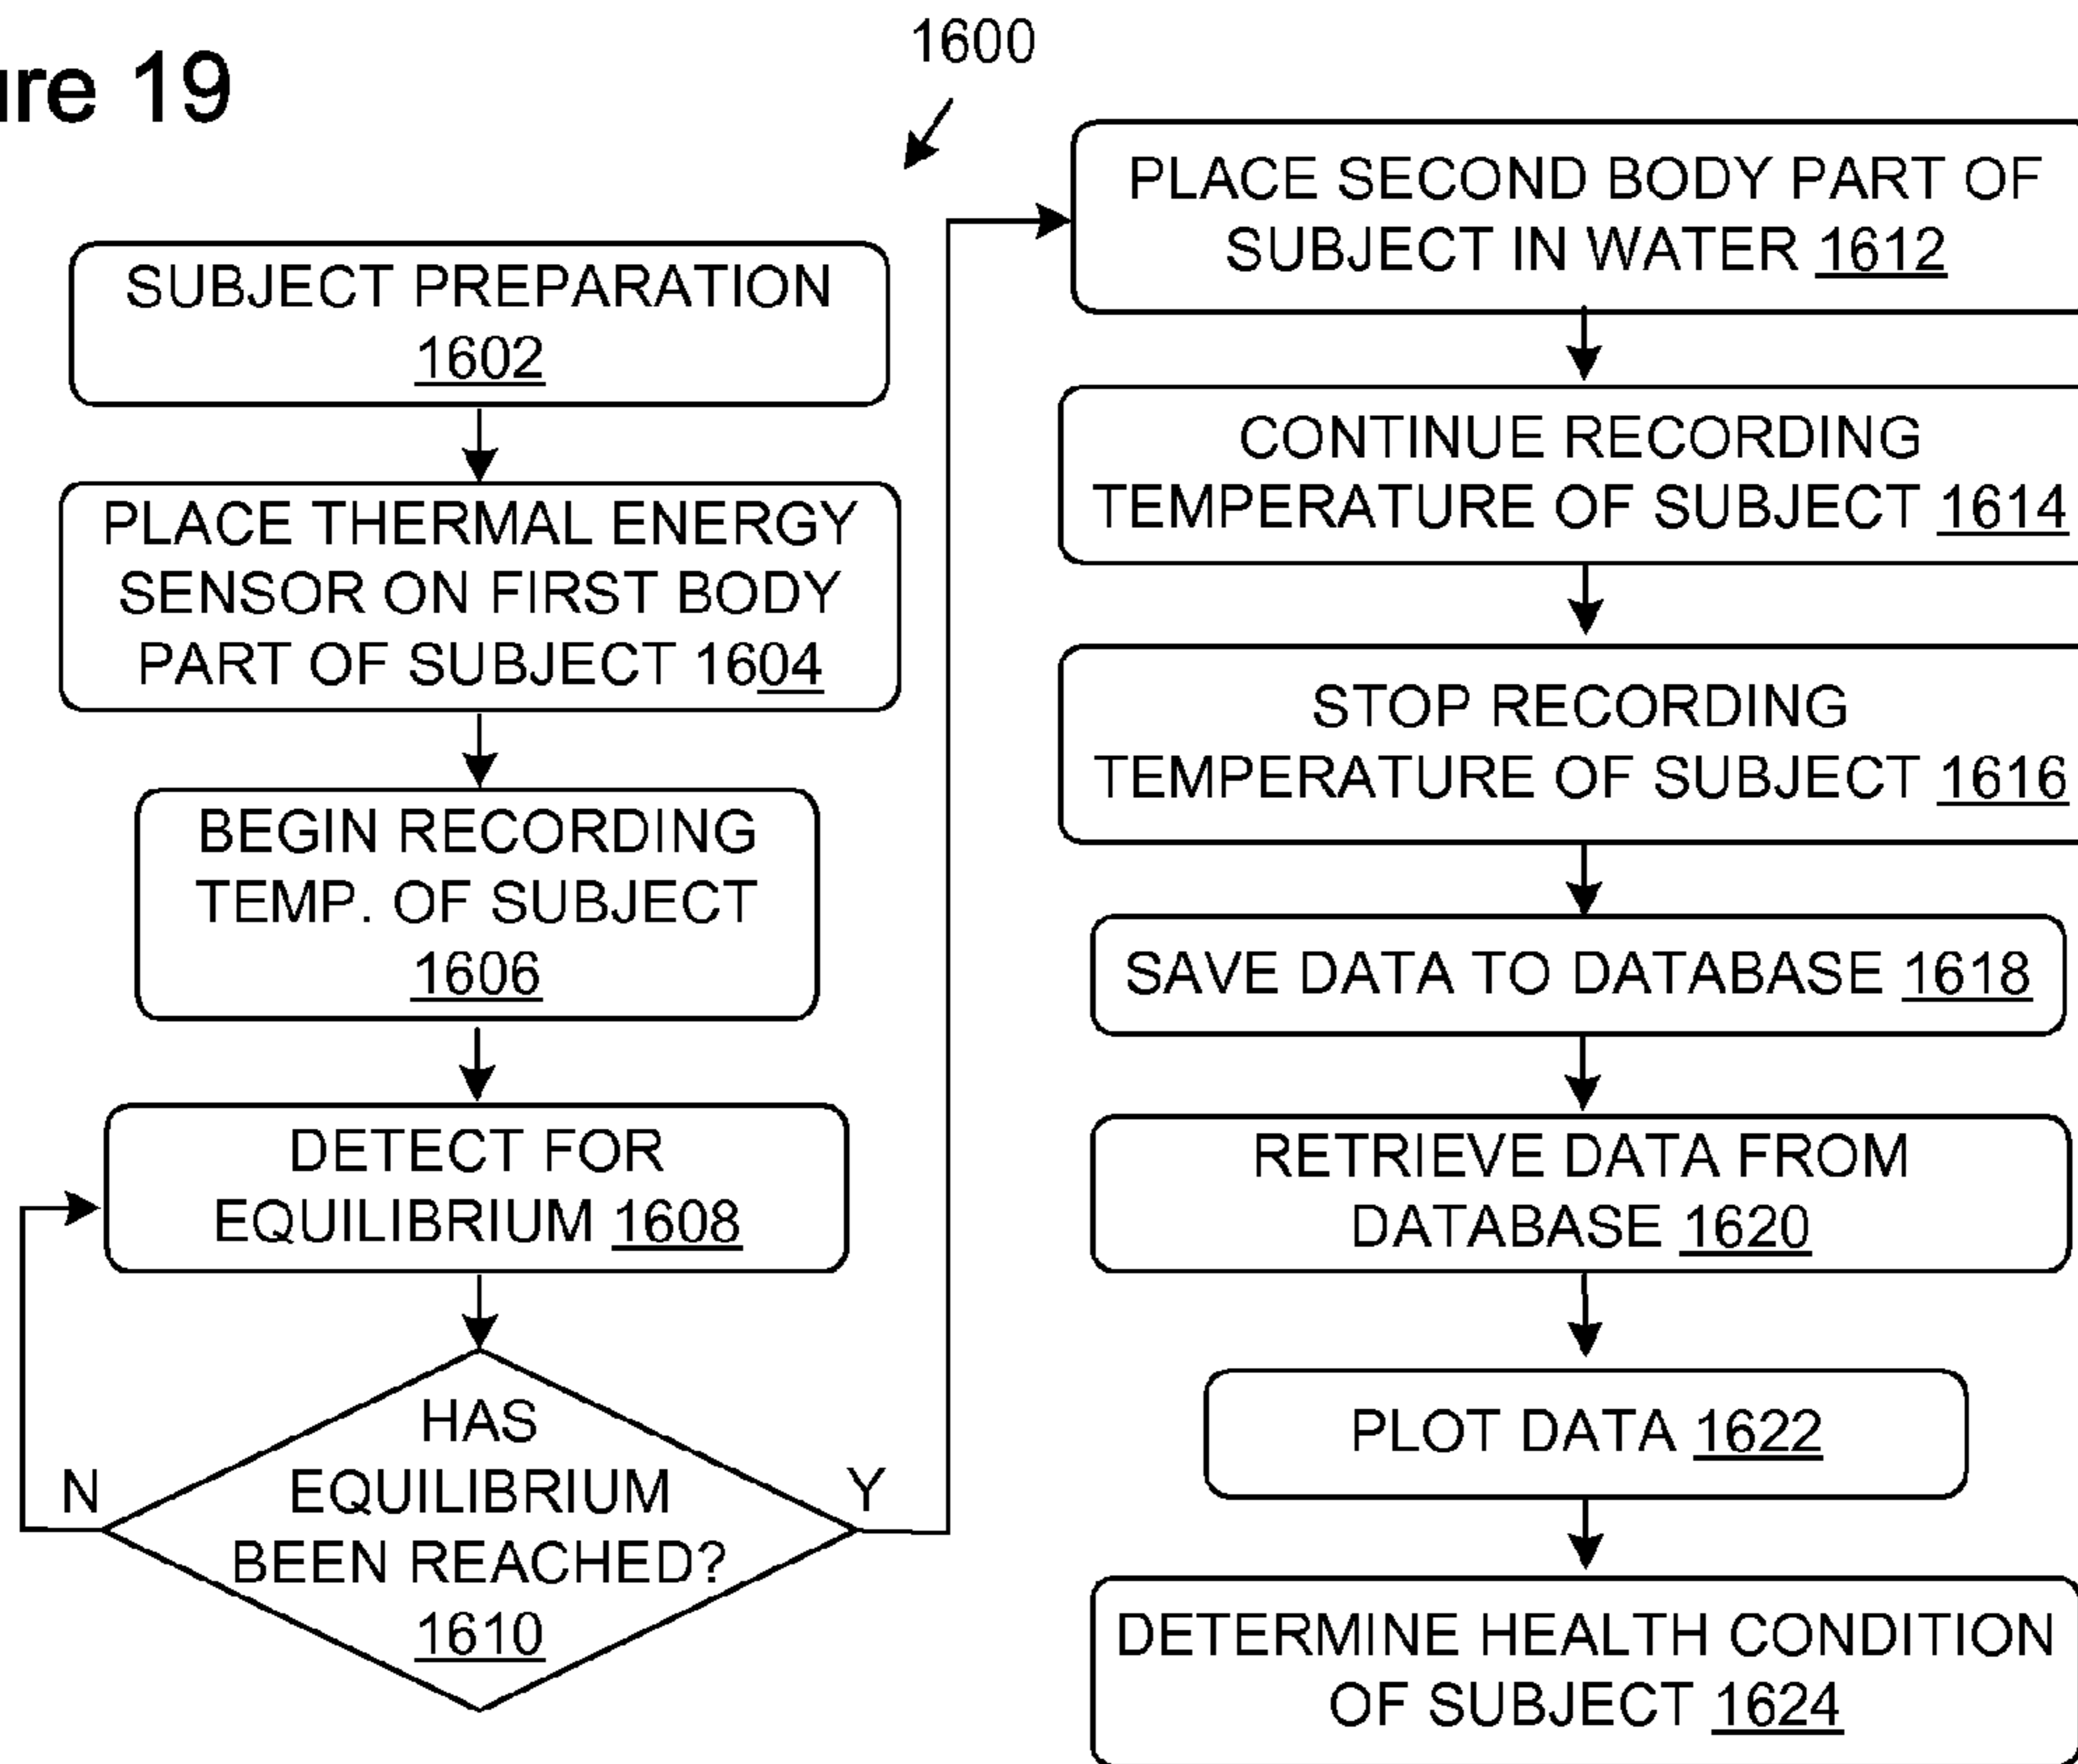 ure 19
1600
SUBJECT PREPARATION
1602
PLACE THERMAL ENERGY
SENSOR ON FIRST BODY
PART OF SUBJECT 1604
BEGIN RECORDING
TEMP. OF SUBJECT
1606
DETECT FOR
EQUILIBRIUM 1608
HAS
EQUILIBRIUM
BEEN REACHED?
1610
N
Y
PLACE SECOND BODY PART OF
SUBJECT IN WATER 1612
CONTINUE RECORDING
TEMPERATURE OF SUBJECT 1614
STOP RECORDING
TEMPERATURE OF SUBJECT 1616
SAVE DATA TO DATABASE 1618
RETRIEVE DATA FROM
DATABASE 1620
PLOT DATA 1622
DETERMINE HEALTH CONDITION
OF SUBJECT 1624